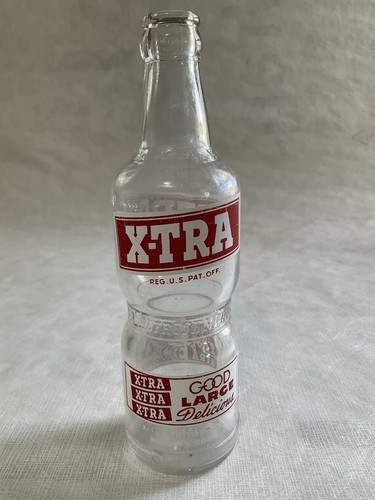 X-TRA
REG. U.S. PAT. OFF.
X-TRA GOOD
X-TRA LARGE
X-TRA Delicious